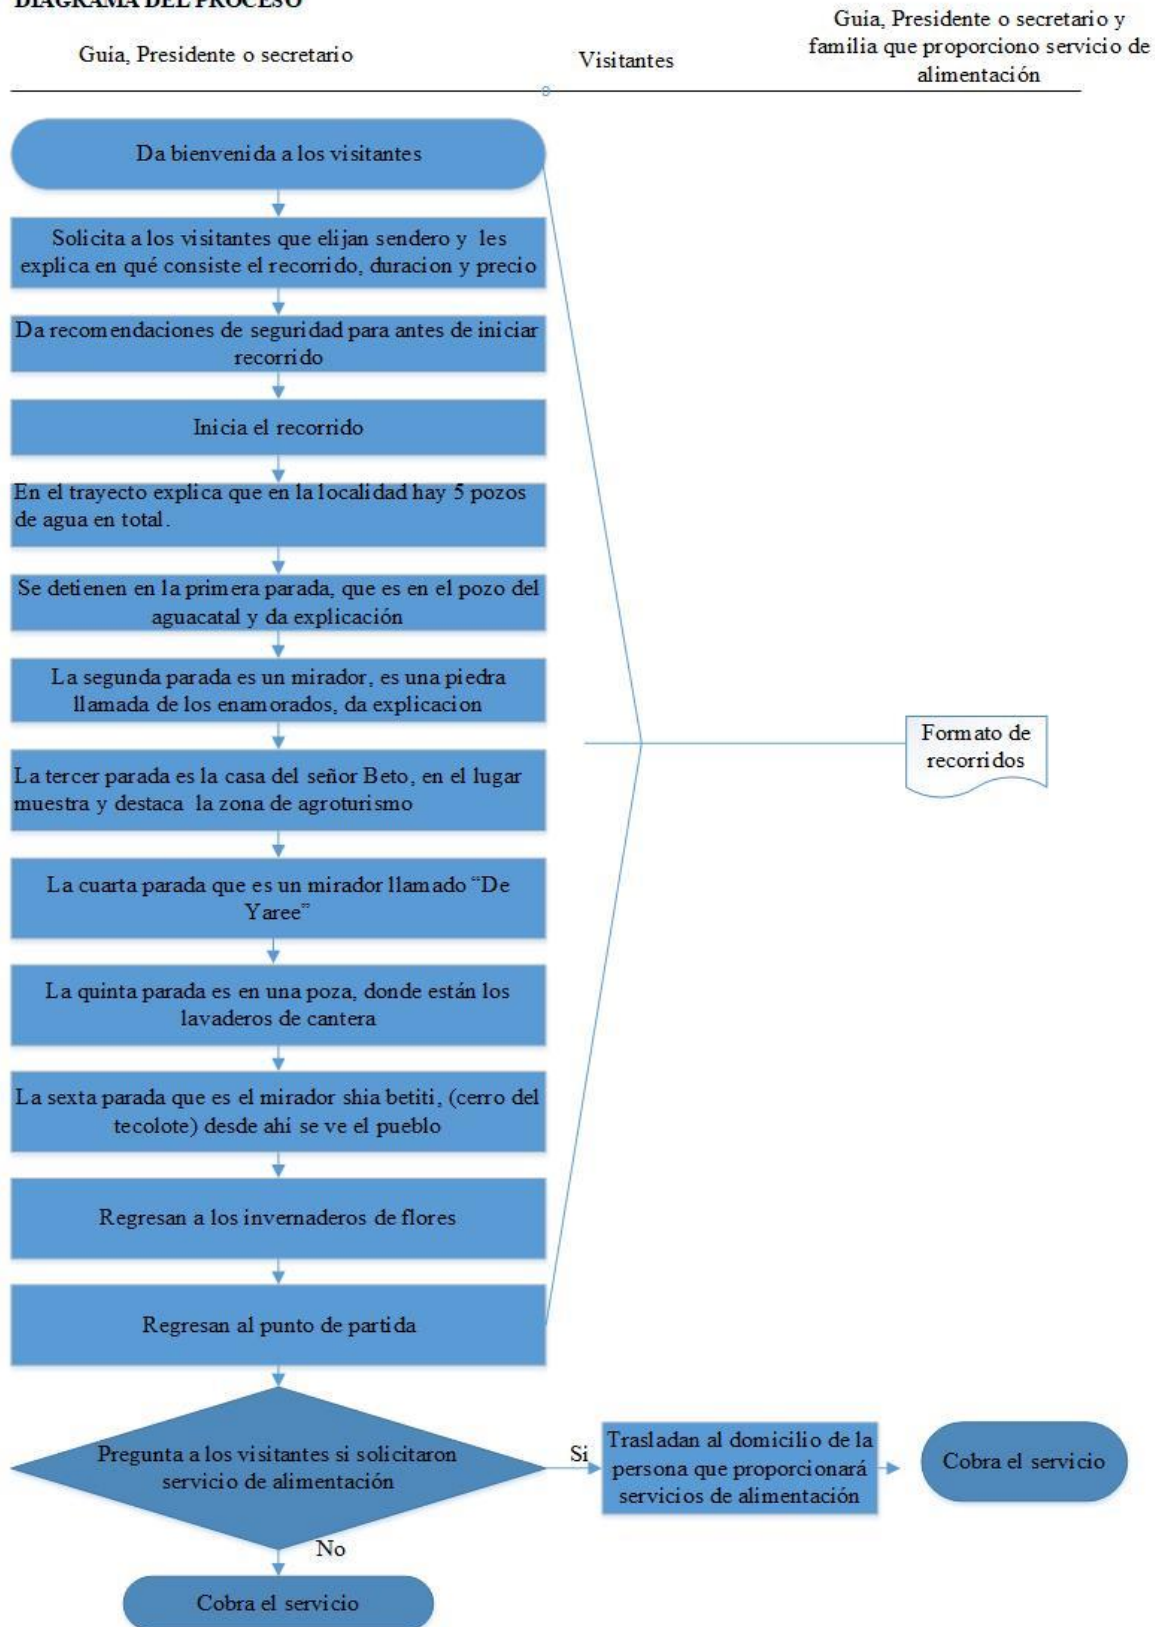 DIAGRAMA DEL PROCESO
Guía, Presidente o secretario
Visitantes
Guía, Presidente o secretario y
familia que proporciono servicio de
alimentación
Da bienvenida a los visitantes
Solicita a los visitantes que elijan sendero y les
explica en qué consiste el recorrido, duracion y precio
Da recomendaciones de seguridad para antes de iniciar
recorrido
Inicia el recorrido
En el trayecto explica que en la localidad hay 5 pozos
de agua en total.
Se detienen en la primera parada, que es en el pozo del
aguacatal y da explicación
La segunda parada es un mirador, es una piedra
llamada de los enamorados, da explicacion
Formato de
recorridos
La tercer parada es la casa del señor Beto, en el lugar
muestra y destaca la zona de agroturismo
La cuarta parada que es un mirador llamado “De
Yaree”
La quinta parada es en una poza, donde están los
lavaderos de cantera
La sexta parada que es el mirador shia betiti, (cerro del
tecolote) desde ahí se ve el pueblo
Regresan a los invernaderos de flores
Regresan al punto de partida
Pregunta a los visitantes si solicitaron
servicio de alimentación
Si
Trasladan al domicilio de la
persona que proporcionará
servicios de alimentación
Cobra el servicio
No
Cobra el servicio